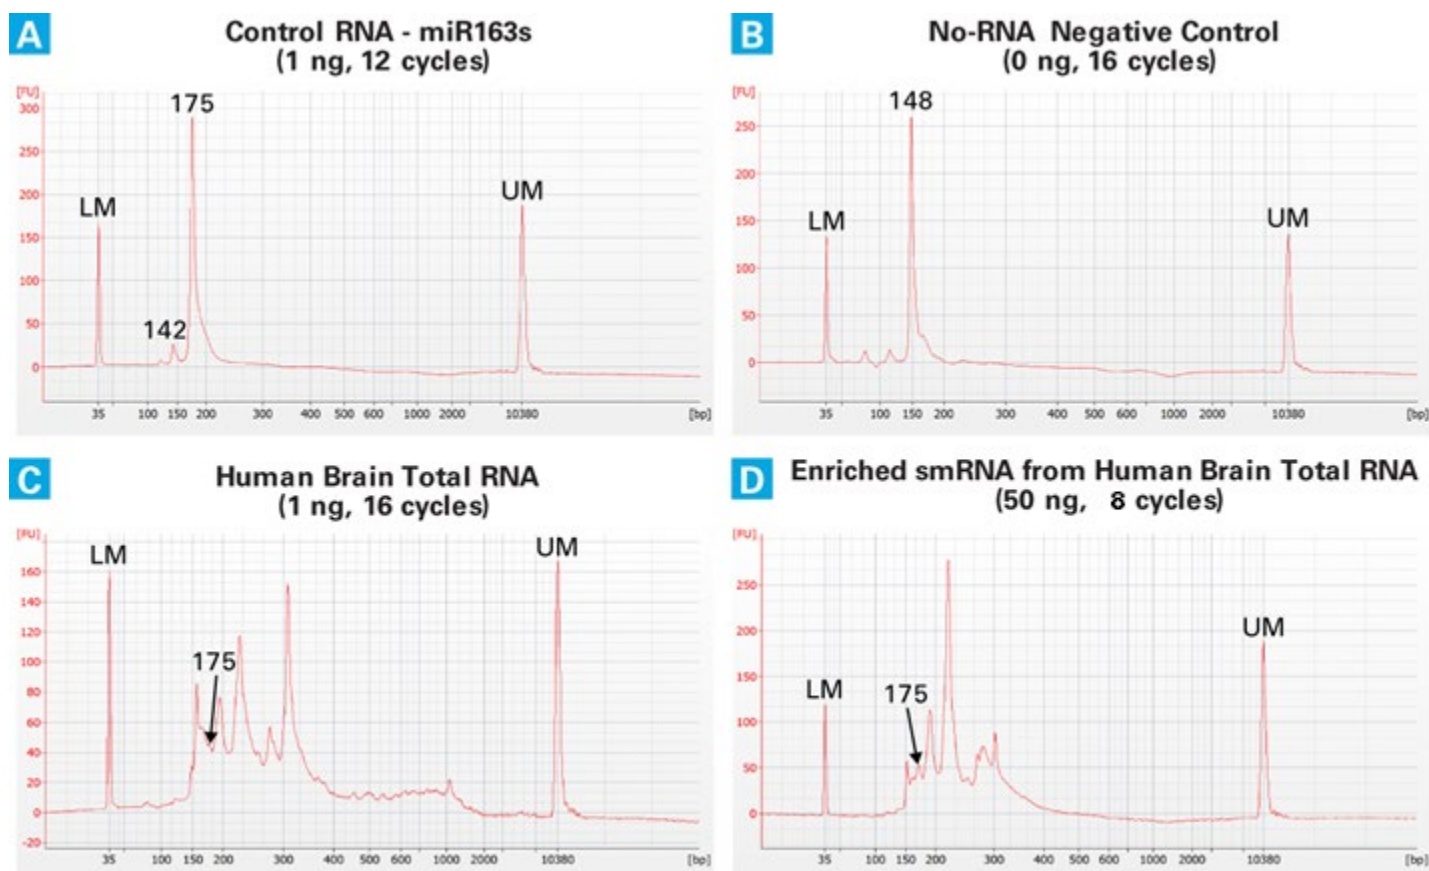 A
Control RNA - miR163s
(1 ng, 12 cycles)
[FU]
300
250
200
150
100
50
0
LM
142
175
UM
35 100 150 200 300 400 500 600 1000 2000 10380 [bp]
B
No-RNA Negative Control
(0 ng, 16 cycles)
[FU]
250
200
150
100
50
0
LM
148
UM
35 100 150 200 300 400 500 600 1000 2000 10380 [bp]
C
Human Brain Total RNA
(1 ng, 16 cycles)
[FU]
160
140
120
100
80
60
40
20
0
-20
LM
175
UM
35 100 150 200 300 400 500 600 1000 2000 10380 [bp]
D
Enriched smRNA from Human Brain Total RNA
(50 ng, 8 cycles)
[FU]
250
200
150
100
50
0
LM
175
UM
35 100 150 200 300 400 500 600 1000 2000 10380 [bp]